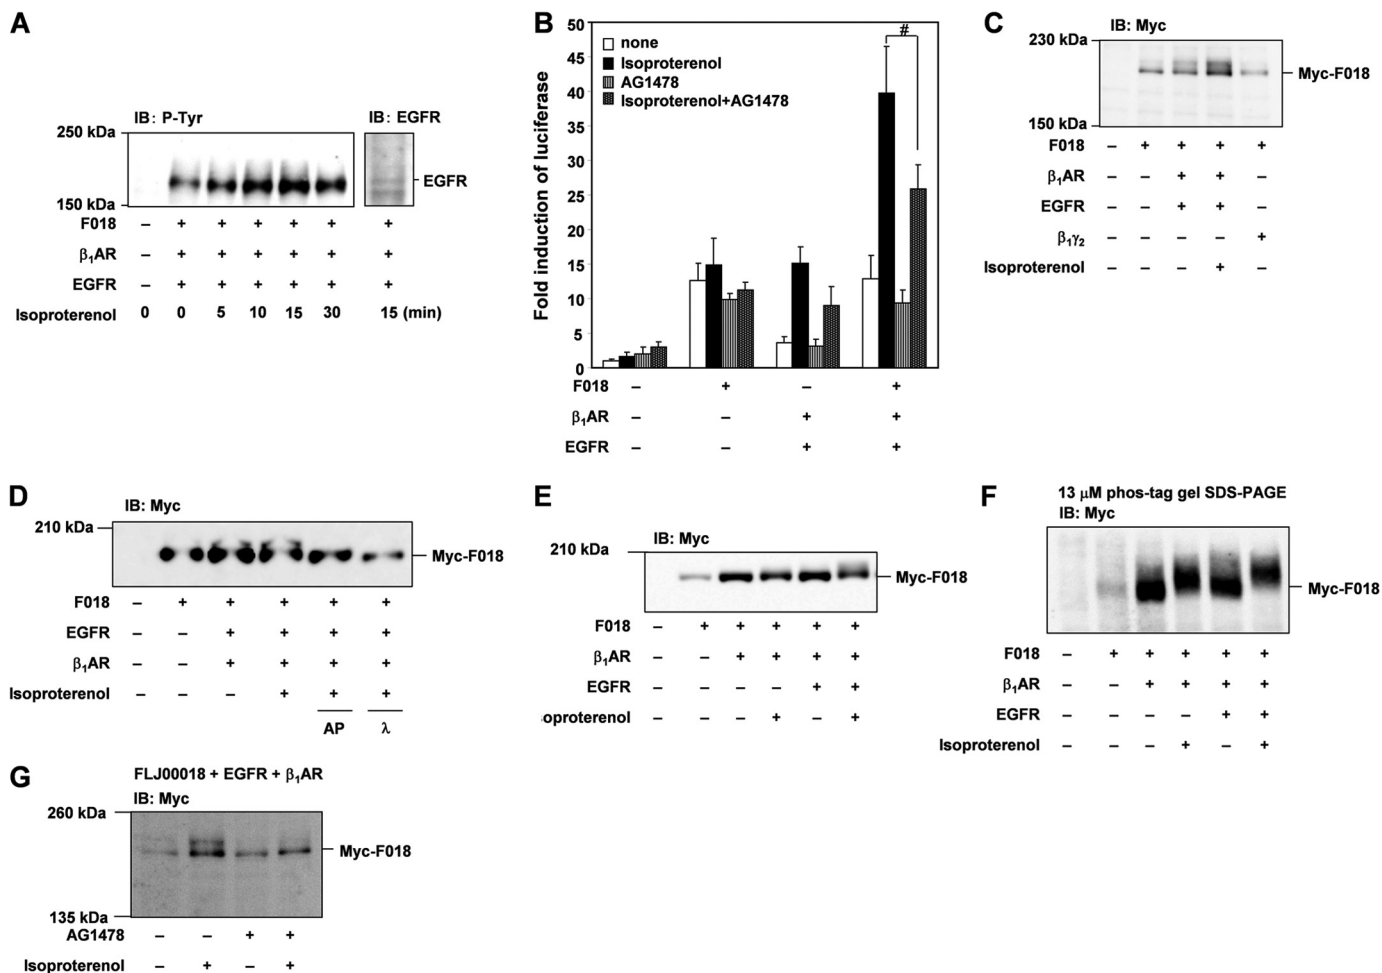 A
IB: P-Tyr
IB: EGFR
250 kDa
EGFR
150 kDa
F018 – + + + + + +
β1AR – + + + + + +
EGFR – + + + + + +
Isoproterenol 0 0 5 10 15 30 15 (min)
B
Fold induction of luciferase
50
45
40
35
30
25
20
15
10
5
0
none
Isoproterenol
AG1478
Isoproterenol+AG1478
#
F018 – + – +
β1AR – – + +
EGFR – – + +
C
IB: Myc
230 kDa
Myc-F018
150 kDa
F018 – + + + +
β1AR – – + + –
EGFR – – + + –
β1γ2 – – – – +
Isoproterenol – – – + –
D
IB: Myc
210 kDa
Myc-F018
F018 – + + + + +
EGFR – – + + + +
β1AR – – + + + +
Isoproterenol – – – + + +
AP λ
E
210 kDa
IB: Myc
Myc-F018
F018 – + + + + +
β1AR – – + + + +
EGFR – – – – + +
oproterenol – – – + – +
F
13 μM phos-tag gel SDS-PAGE
IB: Myc
Myc-F018
F018 – + + + + +
β1AR – – + + + +
EGFR – – – – + +
Isoproterenol – – – + – +
G
FLJ00018 + EGFR + β1AR
IB: Myc
260 kDa
Myc-F018
135 kDa
AG1478 – – + +
Isoproterenol – + – +